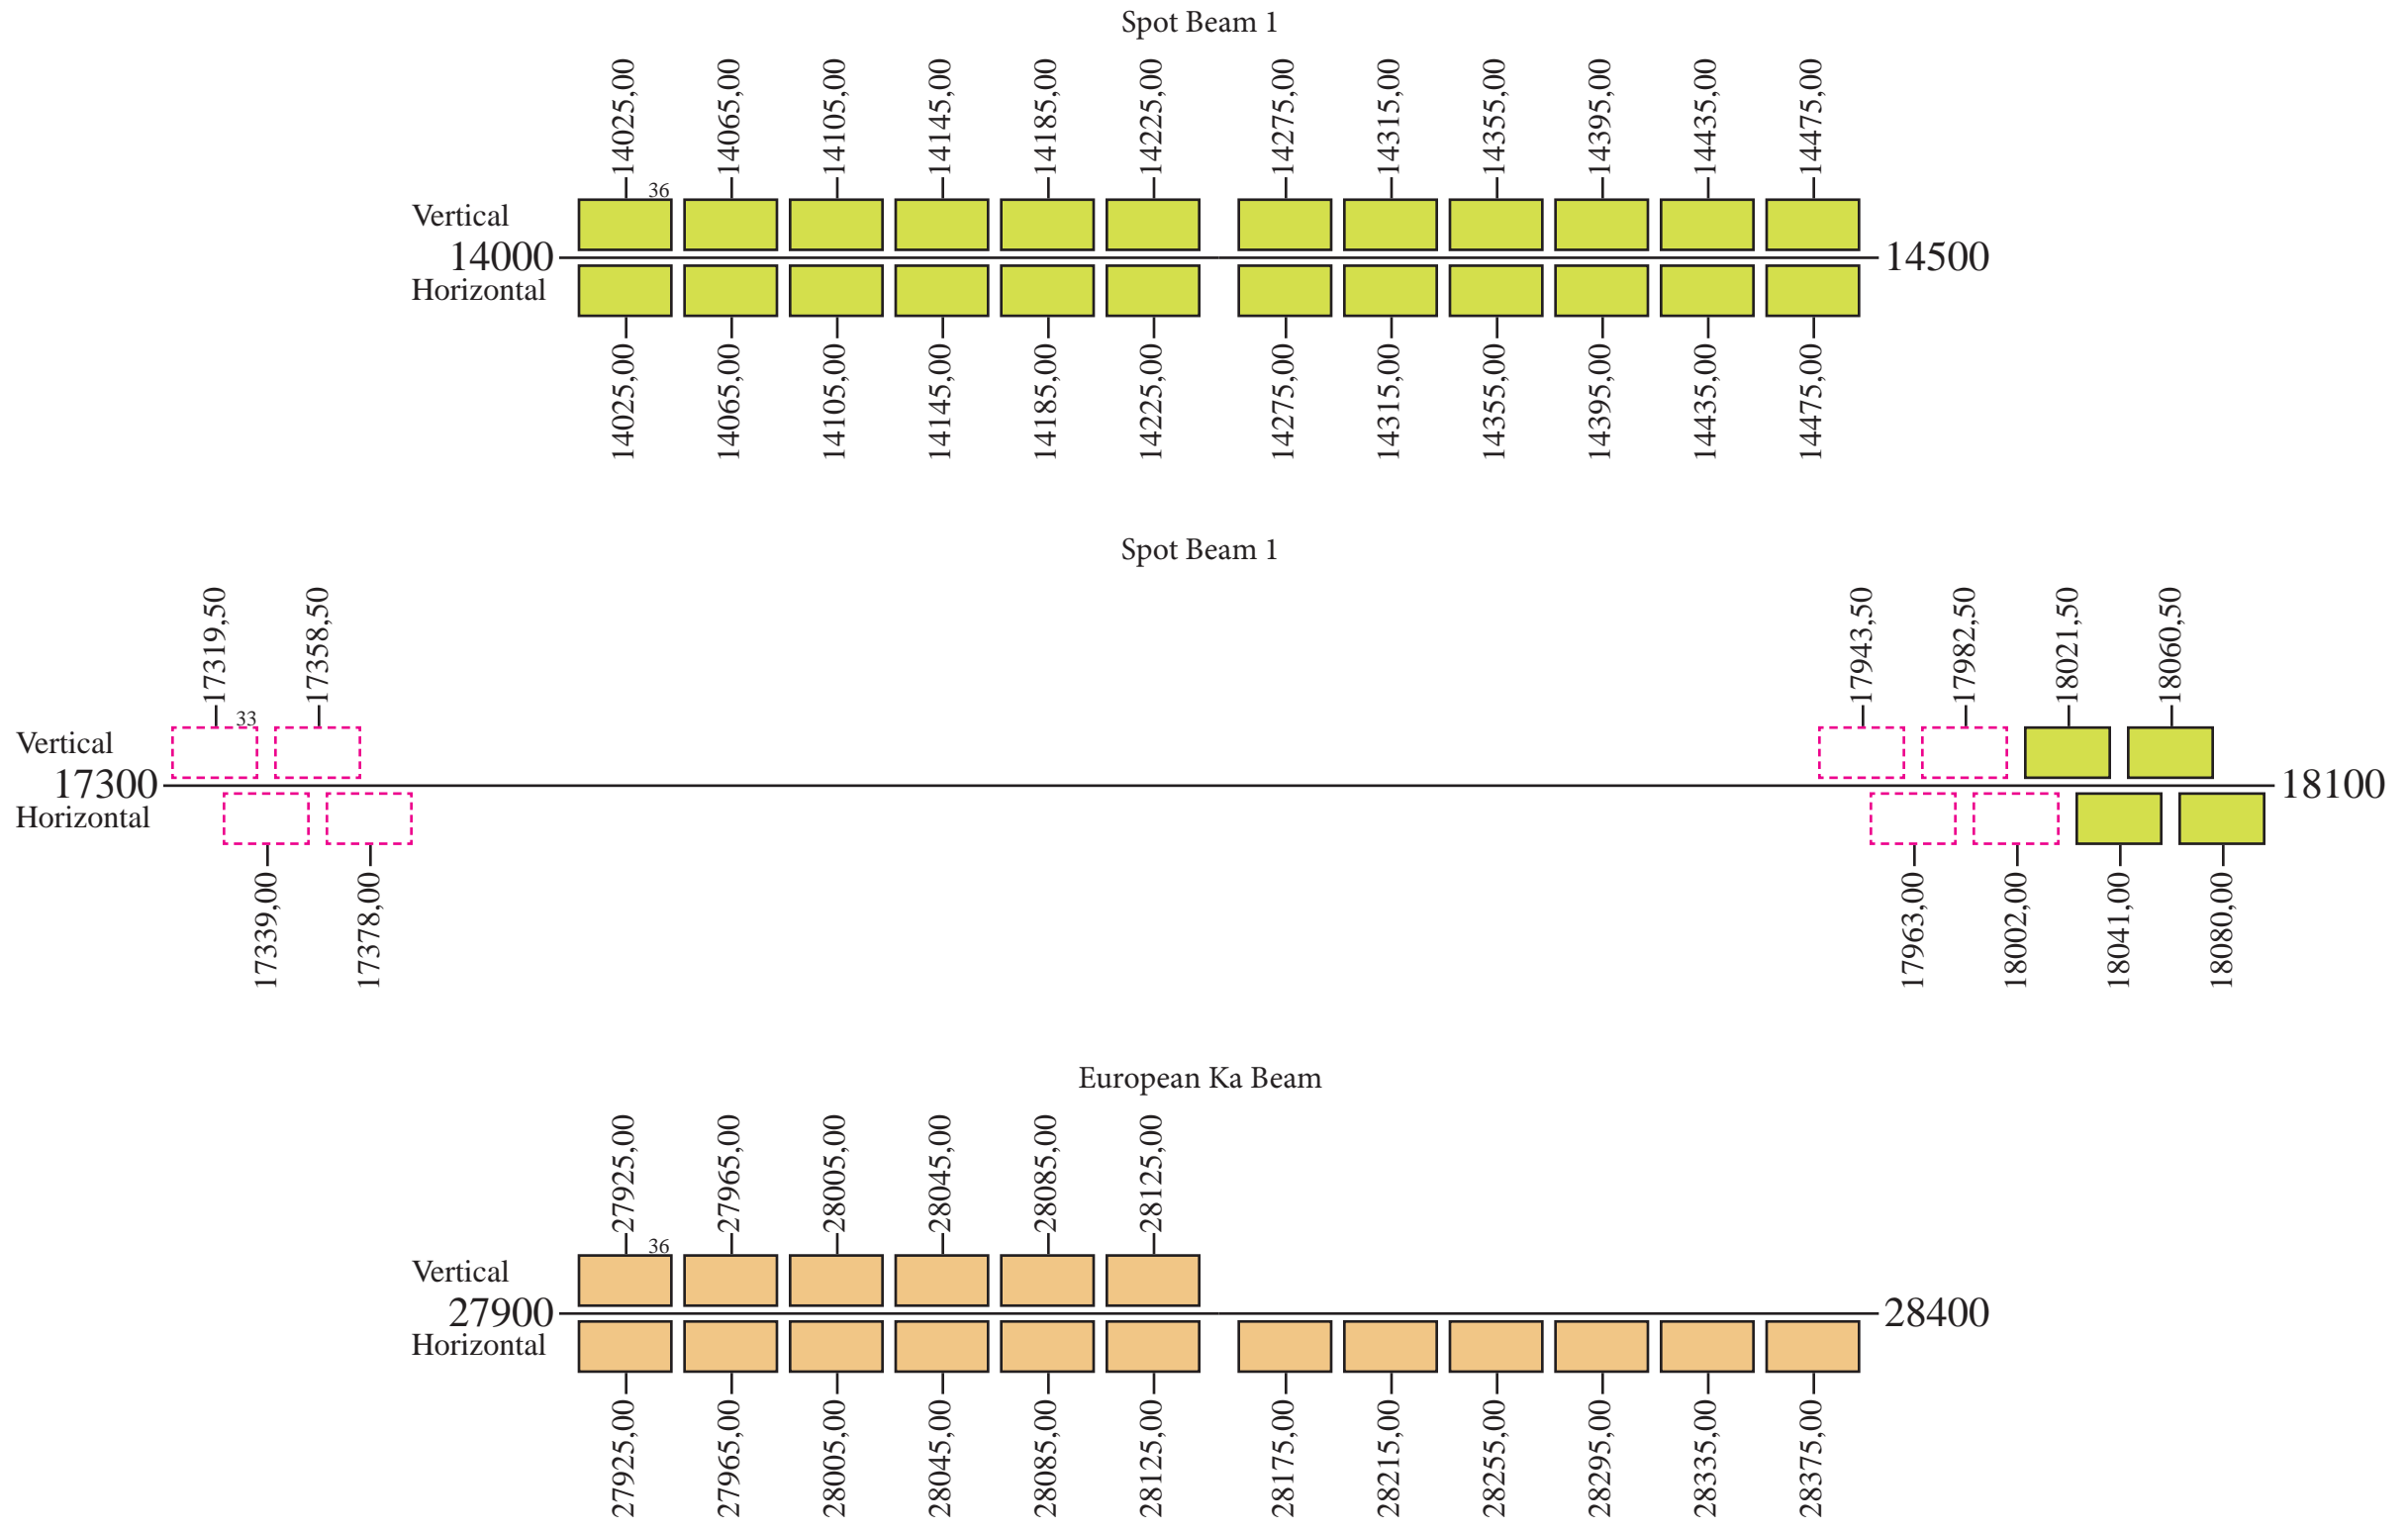 Spot Beam 1
14025,00 14065,00 14105,00 14145,00 14185,00 14225,00 14275,00 14315,00 14355,00 14395,00 14435,00 14475,00
36
Vertical
14000 14500
Horizontal
14025,00 14065,00 14105,00 14145,00 14185,00 14225,00 14275,00 14315,00 14355,00 14395,00 14435,00 14475,00
Spot Beam 1
17319,50 17358,50 17943,50 17982,50 18021,50 18060,50
33
Vertical
17300 18100
Horizontal
17339,00 17378,00 17963,00 18002,00 18041,00 18080,00
European Ka Beam
27925,00 27965,00 28005,00 28045,00 28085,00 28125,00
36
Vertical
27900 28400
Horizontal
27925,00 27965,00 28005,00 28045,00 28085,00 28125,00 28175,00 28215,00 28255,00 28295,00 28335,00 28375,00